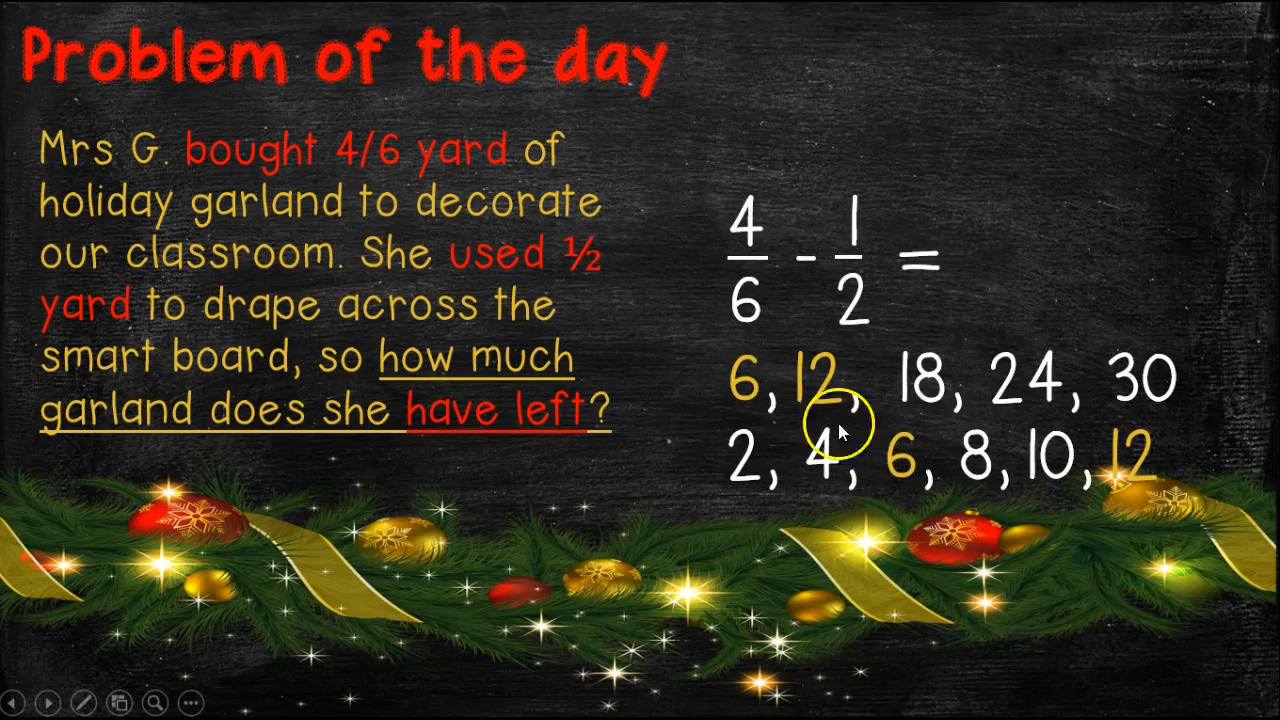 Problem of the day
Mrs G. bought 4/6 yard of
holiday garland to decorate
our classroom. She used ½
yard to drape across the
smart board, so how much
garland does she have left?
4 1
- =
6 2
6, 12, 18, 24, 30
2, 4, 6, 8, 10, 12